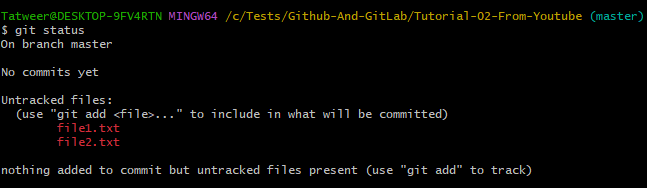 Tatweer@DESKTOP-9FV4RTN MINGW64 /c/Tests/Github-And-GitLab/Tutorial-02-From-Youtube (master)
$ git status
On branch master
No commits yet
Untracked files:
(use "git add <file>..." to include in what will be committed)
file1.txt
file2.txt
nothing added to commit but untracked files present (use "git add" to track)